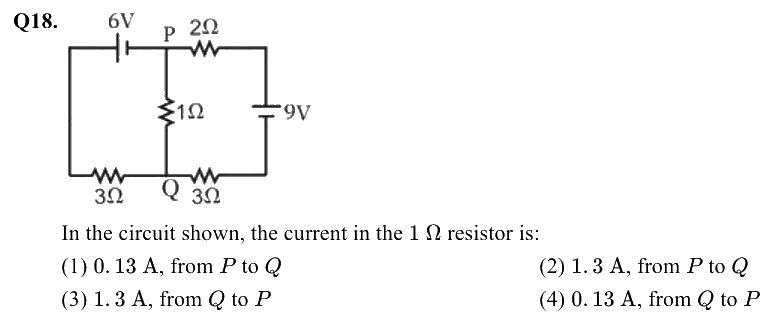 Q18.
6V
P 2Ω
1Ω
9V
3Ω Q 3Ω
In the circuit shown, the current in the 1 Ω resistor is:
(1) 0. 13 A, from P to Q (2) 1. 3 A, from P to Q
(3) 1. 3 A, from Q to P (4) 0. 13 A, from Q to P